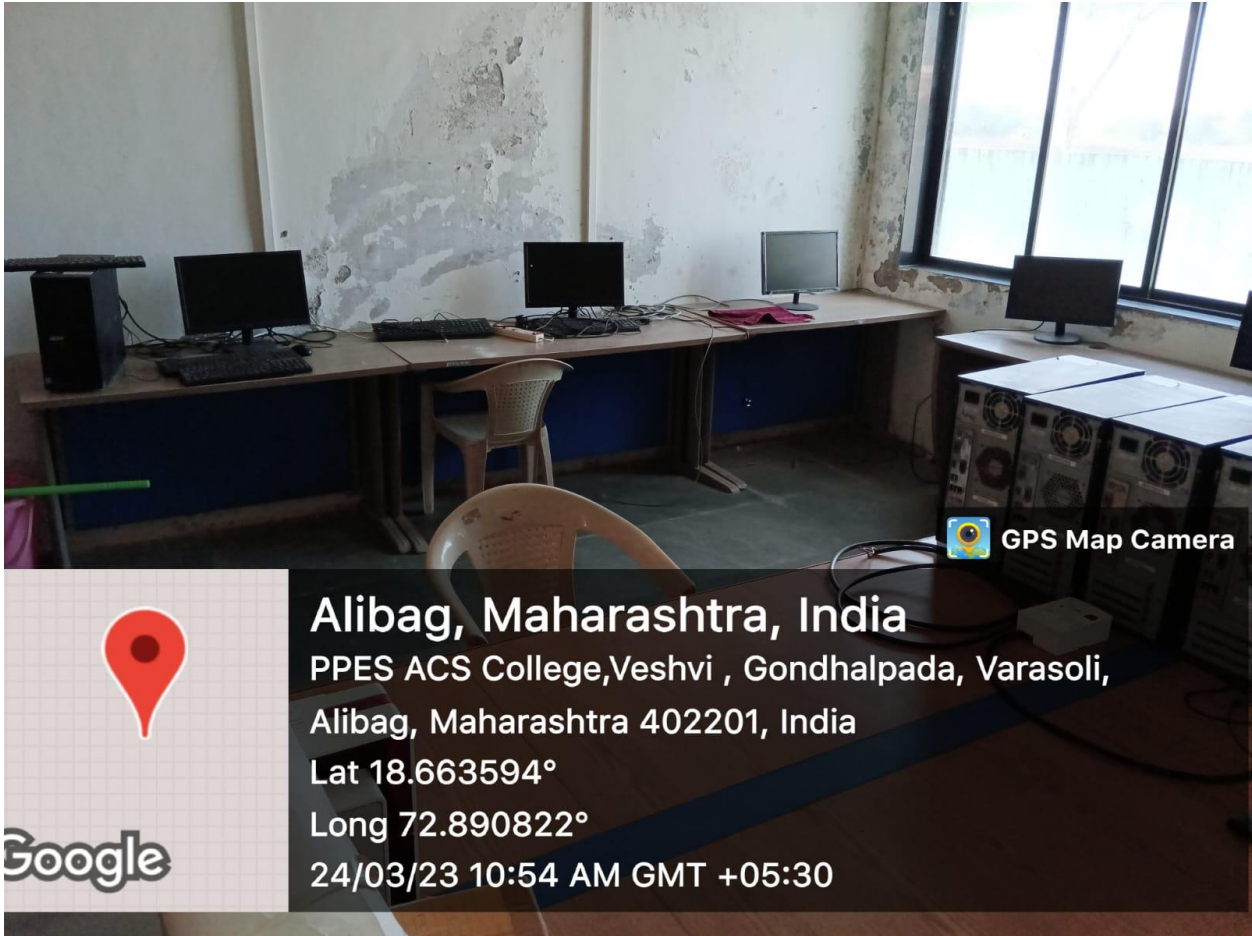 GPS Map Camera
Alibag, Maharashtra, India
PPES ACS College,Veshvi , Gondhalpada, Varasoli,
Alibag, Maharashtra 402201, India
Lat 18.663594°
Long 72.890822°
24/03/23 10:54 AM GMT +05:30
Google